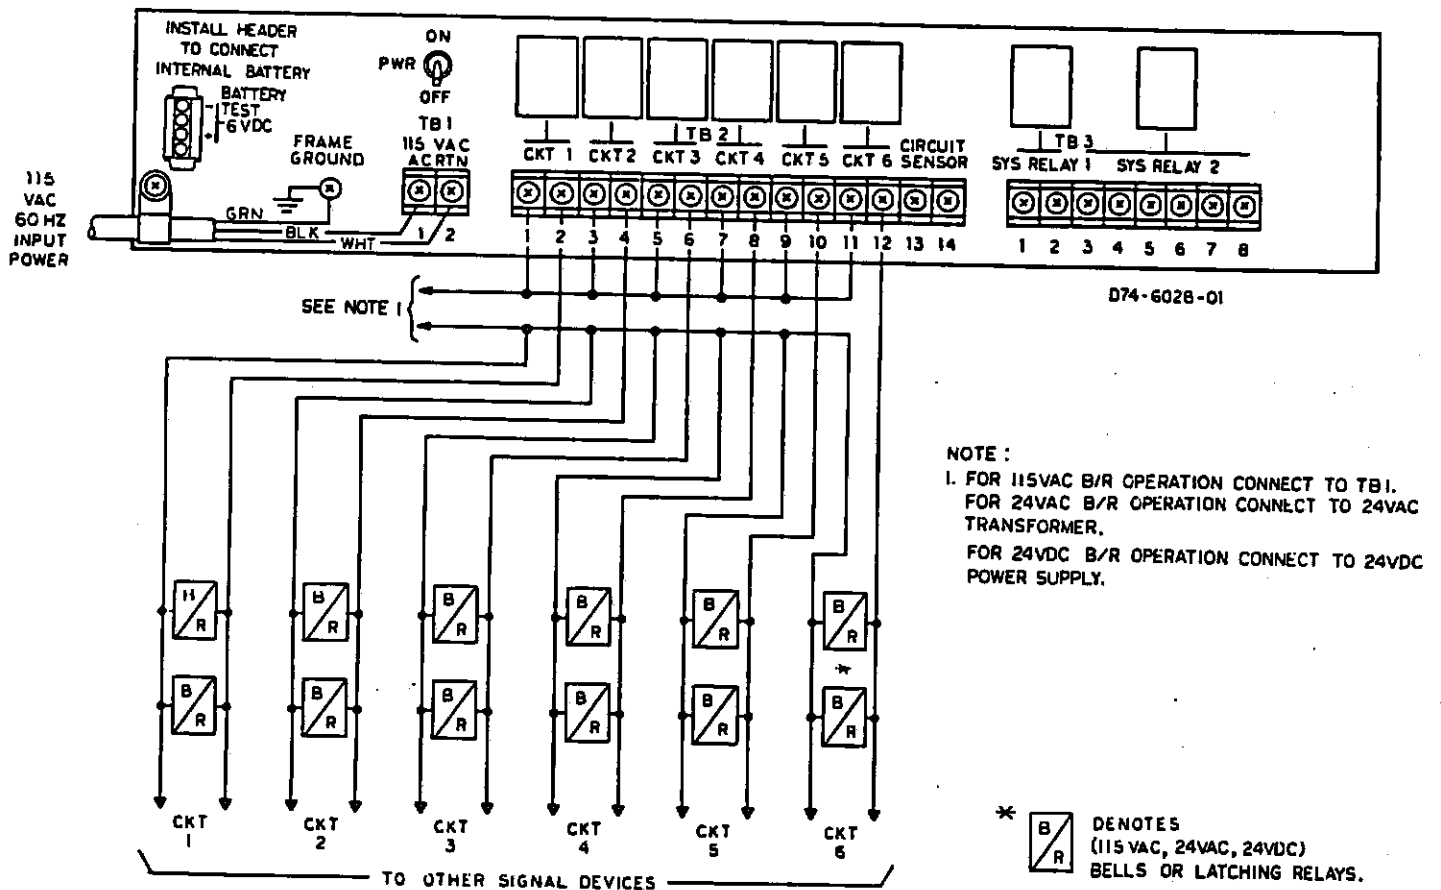 INSTALL HEADER
TO CONNECT
INTERNAL BATTERY
BATTERY
TEST
6 VDC
ON
PWR
OFF
TB 1
115 VAC
AC RTN
FRAME
GROUND
115
VAC
60 HZ
INPUT
POWER
GRN
BLK
WHT
1 2
TB 2
CKT 1 CKT 2 CKT 3 CKT 4 CKT 5 CKT 6
CIRCUIT
SENSOR
1 2 3 4 5 6 7 8 9 10 11 12 13 14
TB 3
SYS RELAY 1 SYS RELAY 2
1 2 3 4 5 6 7 8
D74-6028-01
SEE NOTE 1
NOTE :
1. FOR 115VAC B/R OPERATION CONNECT TO TB1.
FOR 24VAC B/R OPERATION CONNECT TO 24VAC
TRANSFORMER.
FOR 24VDC B/R OPERATION CONNECT TO 24VDC
POWER SUPPLY.
H/R B/R B/R B/R B/R B/R
*
B/R B/R B/R B/R B/R B/R
CKT
1
CKT
2
CKT
3
CKT
4
CKT
5
CKT
6
TO OTHER SIGNAL DEVICES
* B/R DENOTES
(115 VAC, 24VAC, 24VDC)
BELLS OR LATCHING RELAYS.